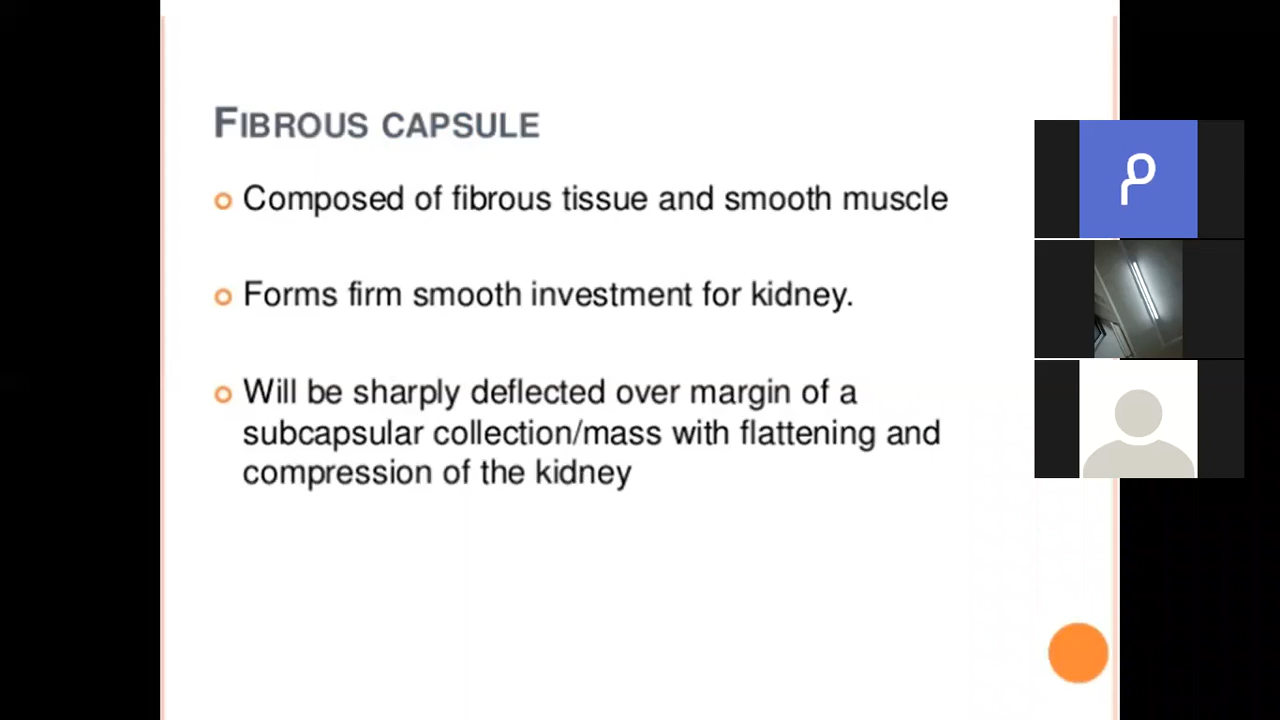 FIBROUS CAPSULE
Composed of fibrous tissue and smooth muscle
Forms firm smooth investment for kidney.
Will be sharply deflected over margin of a
subcapsular collection/mass with flattening and
compression of the kidney